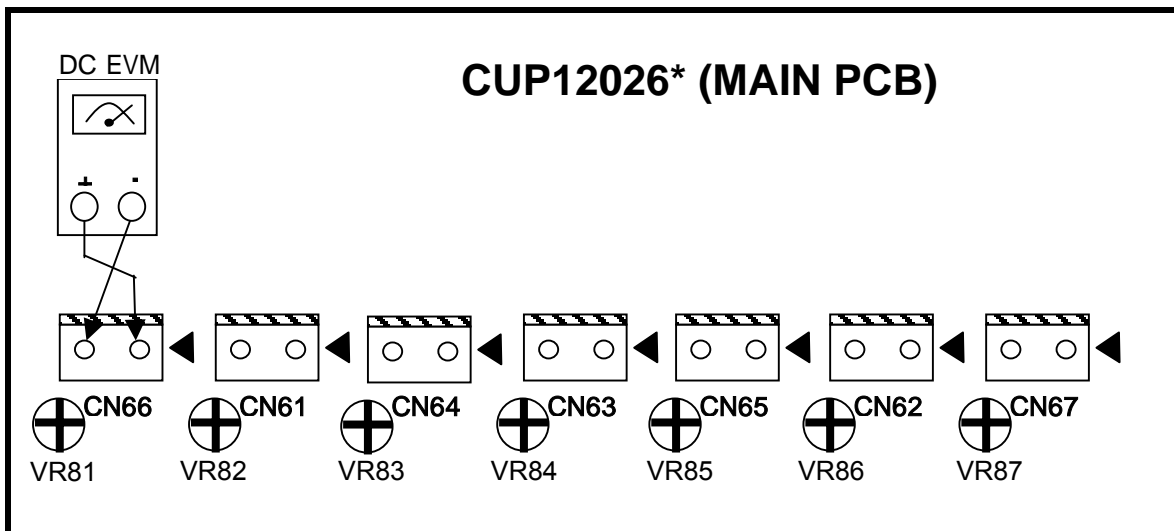 DC EVM
CUP12026* (MAIN PCB)
+ -
CN66 CN61 CN64 CN63 CN65 CN62 CN67
VR81 VR82 VR83 VR84 VR85 VR86 VR87